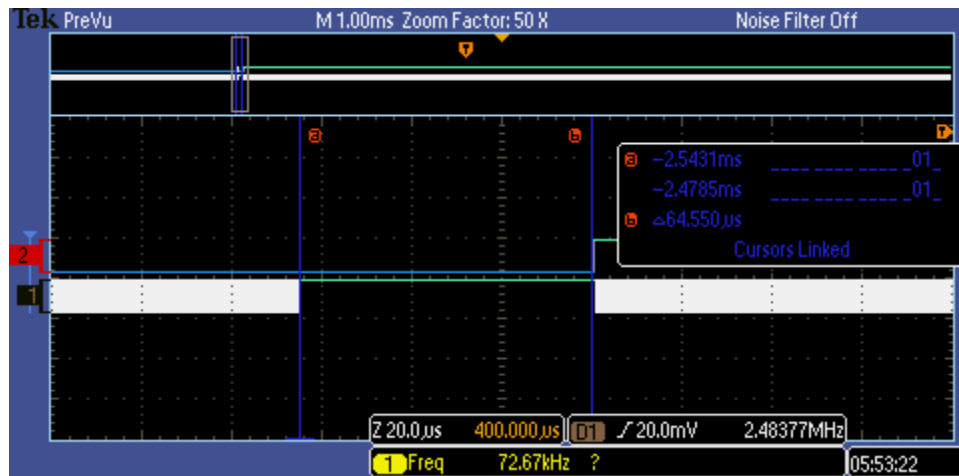 Tek PreVu M 1.00ms Zoom Factor: 50 X Noise Filter Off
T
a b T
a −2.5431ms ____ ____ ____ _01_
−2.4785ms ____ ____ ____ _01_
b △64.550µs
Cursors Linked
2
1
Z 20.0µs 400.000µs D1 20.0mV 2.48377MHz
1 Freq 72.67kHz ?
05:53:22